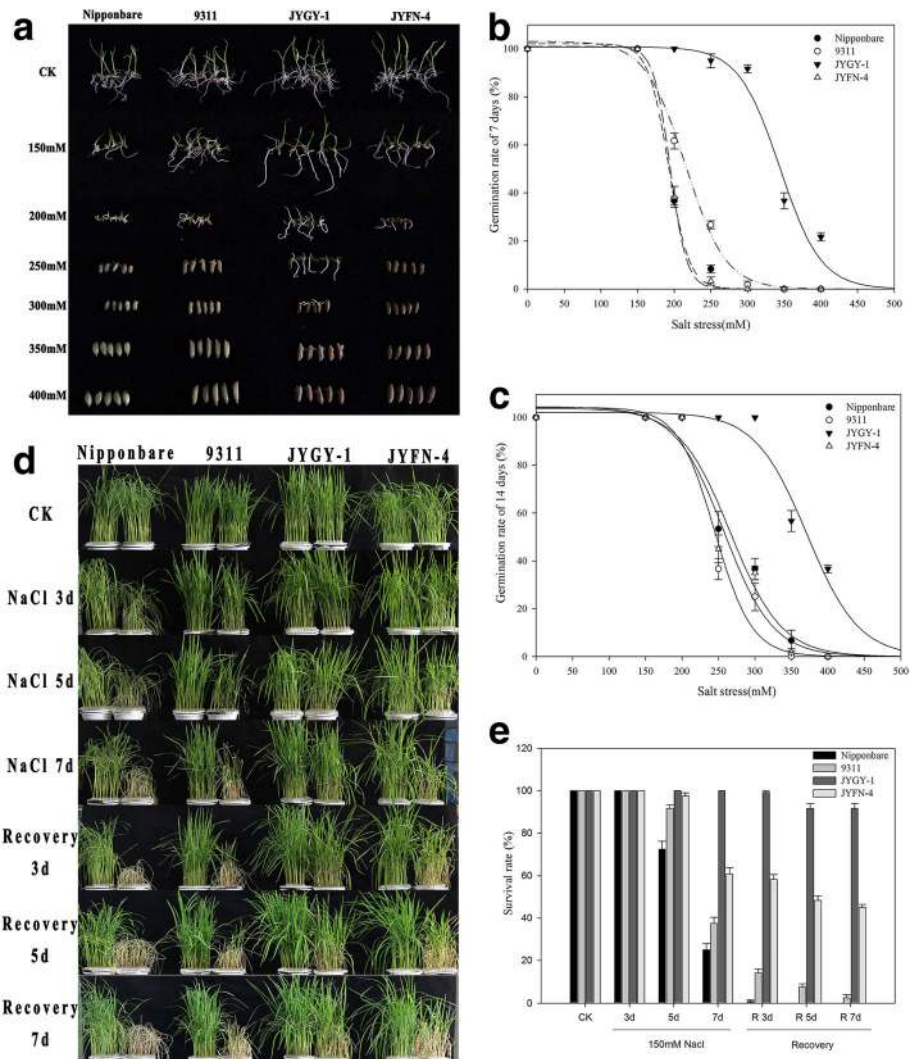 a
Nipponbare 9311 JYGY-1 JYFN-4
CK
150mM
200mM
250mM
300mM
350mM
400mM
b
Germination rate of 7 days (%)
100
80
60
40
20
0
0 50 100 150 200 250 300 350 400 450 500
Salt stress(mM)
Nipponbare
9311
JYGY-1
JYFN-4
c
Germination rate of 14 days (%)
100
80
60
40
20
0
0 50 100 150 200 250 300 350 400 450 500
Salt stress(mM)
Nipponbare
9311
JYGY-1
JYFN-4
d
Nipponbare 9311 JYGY-1 JYFN-4
CK
NaCl 3d
NaCl 5d
NaCl 7d
Recovery
3d
Recovery
5d
Recovery
7d
e
Survival rate (%)
120
100
80
60
40
20
0
Nipponbare
9311
JYGY-1
JYFN-4
CK 3d 5d 7d R 3d R 5d R 7d
150mM Nacl Recovery